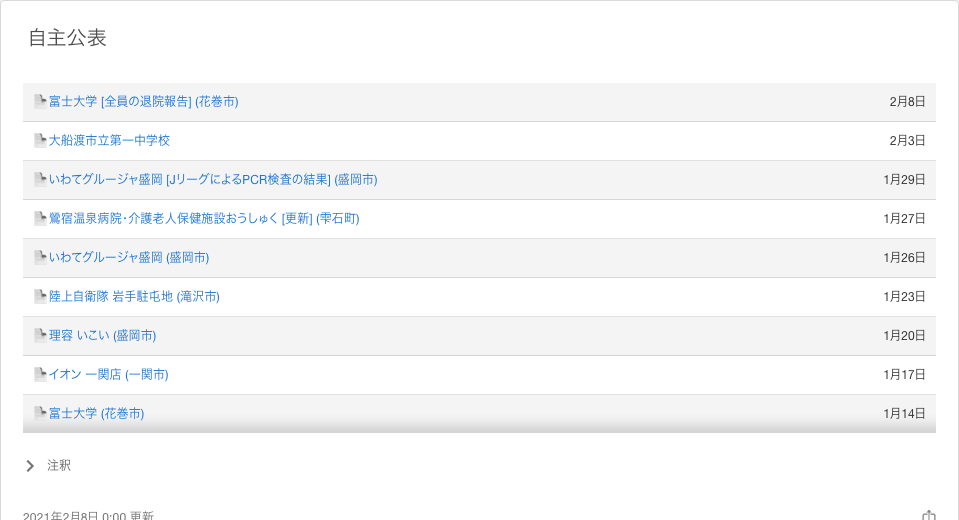 自主公表
富士大学 [全員の退院報告] (花巻市) 2月8日
大船渡市立第一中学校 2月3日
いわてグルージャ盛岡 [JリーグによるPCR検査の結果] (盛岡市) 1月29日
鶯宿温泉病院・介護老人保健施設おうしゅく [更新] (雫石町) 1月27日
いわてグルージャ盛岡 (盛岡市) 1月26日
陸上自衛隊 岩手駐屯地 (滝沢市) 1月23日
理容 いこい (盛岡市) 1月20日
イオン 一関店 (一関市) 1月17日
富士大学 (花巻市) 1月14日
注釈
2021年2月8日 0:00 更新